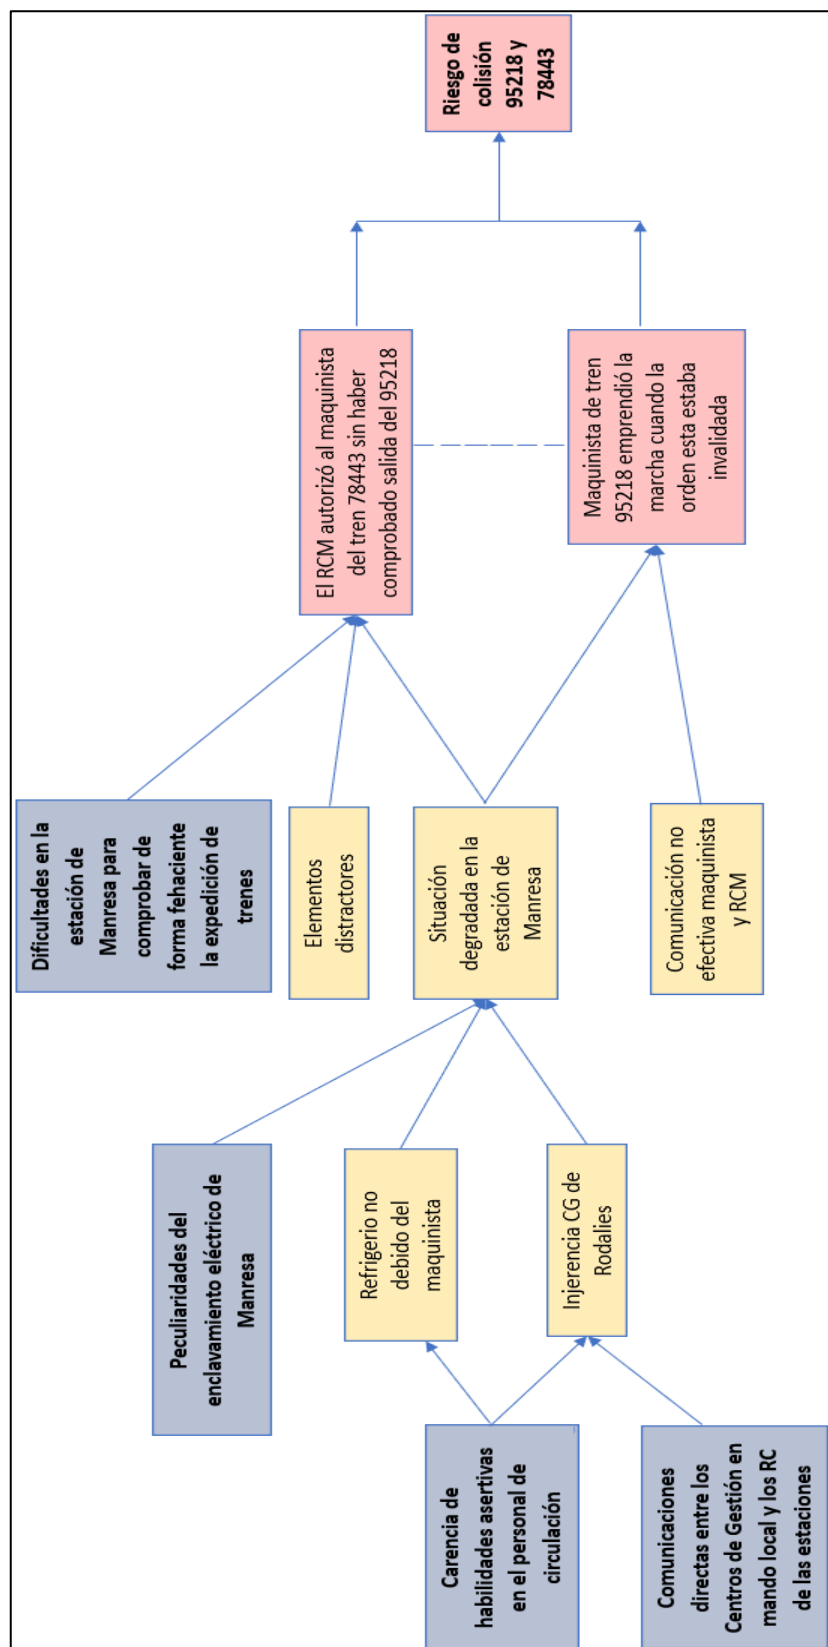 Dificultades en la
estación de
Manresa para
comprobar de
forma fehaciente
la expedición de
trenes
Peculiaridades del
enclavamiento eléctrico de
Manresa
Elementos
distractores
El RCM autorizó al maquinista
del tren 78443 sin haber
comprobado salida del 95218
Riesgo de
colisión
95218 y
78443
Refrigerio no
debido del
maquinista
Situación
degradada en la
estación de
Manresa
Carencia de
habilidades asertivas
en el personal de
circulación
Injerencia CG de
Rodalies
Maquinista de tren
95218 emprendió la
marcha cuando la
orden esta estaba
invalidada
Comunicaciones
directas entre los
Centros de Gestión en
mando local y los RC
de las estaciones
Comunicación no
efectiva maquinista
y RCM